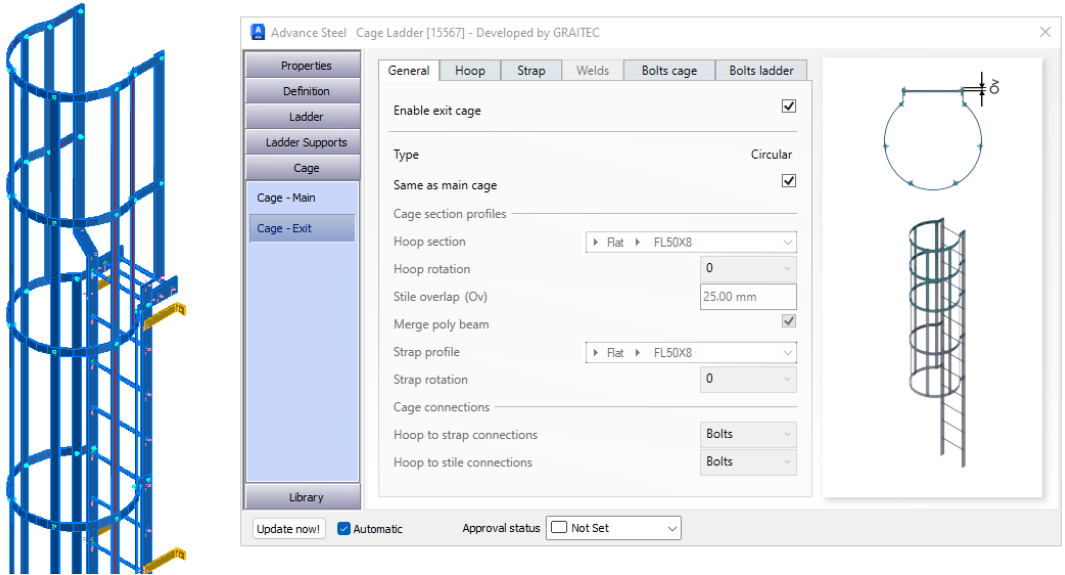 Advance Steel Cage Ladder [15567] - Developed by GRAITEC
Properties
Definition
Ladder
Ladder Supports
Cage
Cage - Main
Cage - Exit
Library
General Hoop Strap Welds Bolts cage Bolts ladder
Enable exit cage
Type Circular
Same as main cage
Cage section profiles
Hoop section Flat FL50X8
Hoop rotation 0
Stile overlap (Ov) 25.00 mm
Merge poly beam
Strap profile Flat FL50X8
Strap rotation 0
Cage connections
Hoop to strap connections Bolts
Hoop to stile connections Bolts
Ov
Update now! Automatic Approval status Not Set